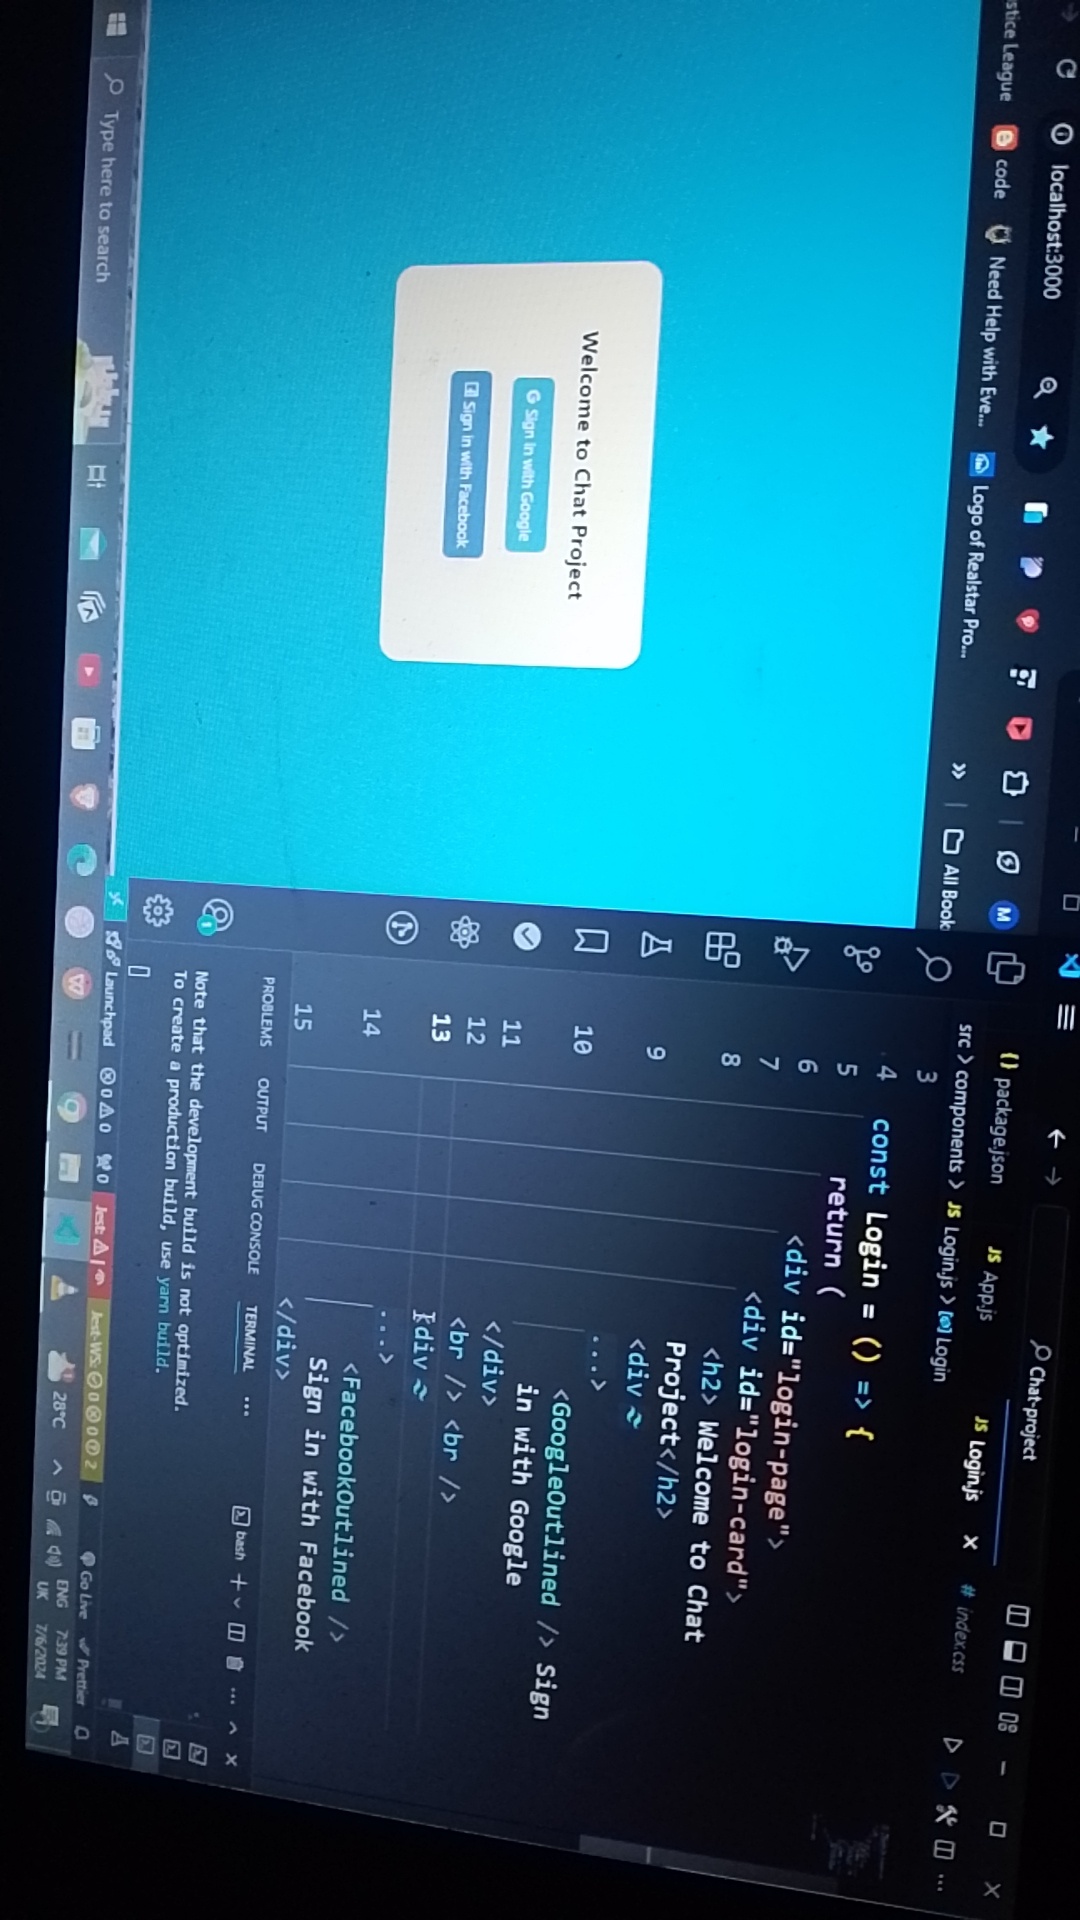 localhost:3000
stice League
code
Need Help with Eve...
Logo of Realstar Pro...
»
All Book
M
Welcome to Chat Project
G Sign in with Google
Sign in with Facebook
Type here to search
Chat-project
{} package.json
JS App.js
JS Login.js ×
# index.css
src > components > JS Login.js > Login
3
4 const Login = () => {
5 return (
6 <div id="login-page">
7 <div id="login-card">
8 <h2> Welcome to Chat
Project</h2>
9 <div
10 ...>
<GoogleOutlined /> Sign
in with Google
11 </div>
12 <br /> <br />
13 <div
14 ...>
<FacebookOutlined />
Sign in with Facebook
15 </div>
PROBLEMS
OUTPUT
DEBUG CONSOLE
TERMINAL
...
bash
Note that the development build is not optimized.
To create a production build, use yarn build.
Launchpad
0
0
0
Jest:
Jest-WS:
0
0
2
Go Live
Prettier
28°C
ENG
UK
7:39 PM
7/6/2024